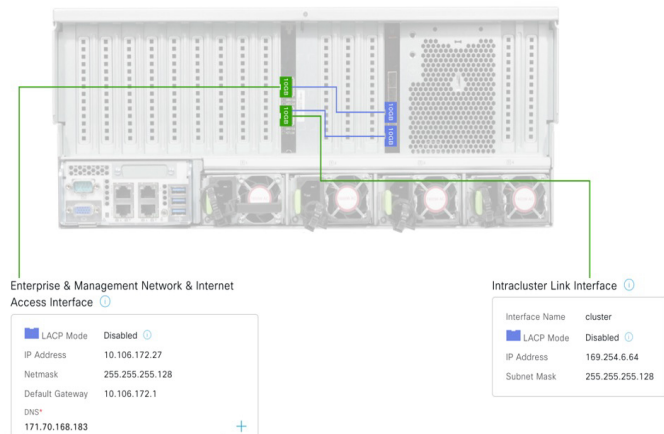 10GB
10GB
10GB
10GB
Enterprise & Management Network & Internet
Access Interface
LACP Mode Disabled
IP Address 10.106.172.27
Netmask 255.255.255.128
Default Gateway 10.106.172.1
DNS*
171.70.168.183
Intracluster Link Interface
Interface Name cluster
LACP Mode Disabled
IP Address 169.254.6.64
Subnet Mask 255.255.255.128